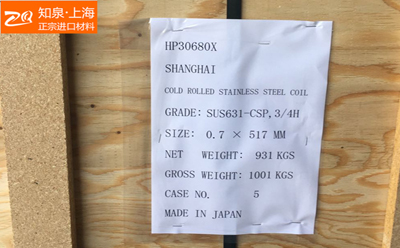 ZQ 知泉·上海
正宗进口材料
HP30680X
SHANGHAI
COLD ROLLED STAINLESS STEEL COIL
GRADE: SUS631-CSP, 3/4H
SIZE: 0.7 × 517 MM
NET WEIGHT: 931 KGS
GROSS WEIGHT: 1001 KGS
CASE NO. 5
MADE IN JAPAN